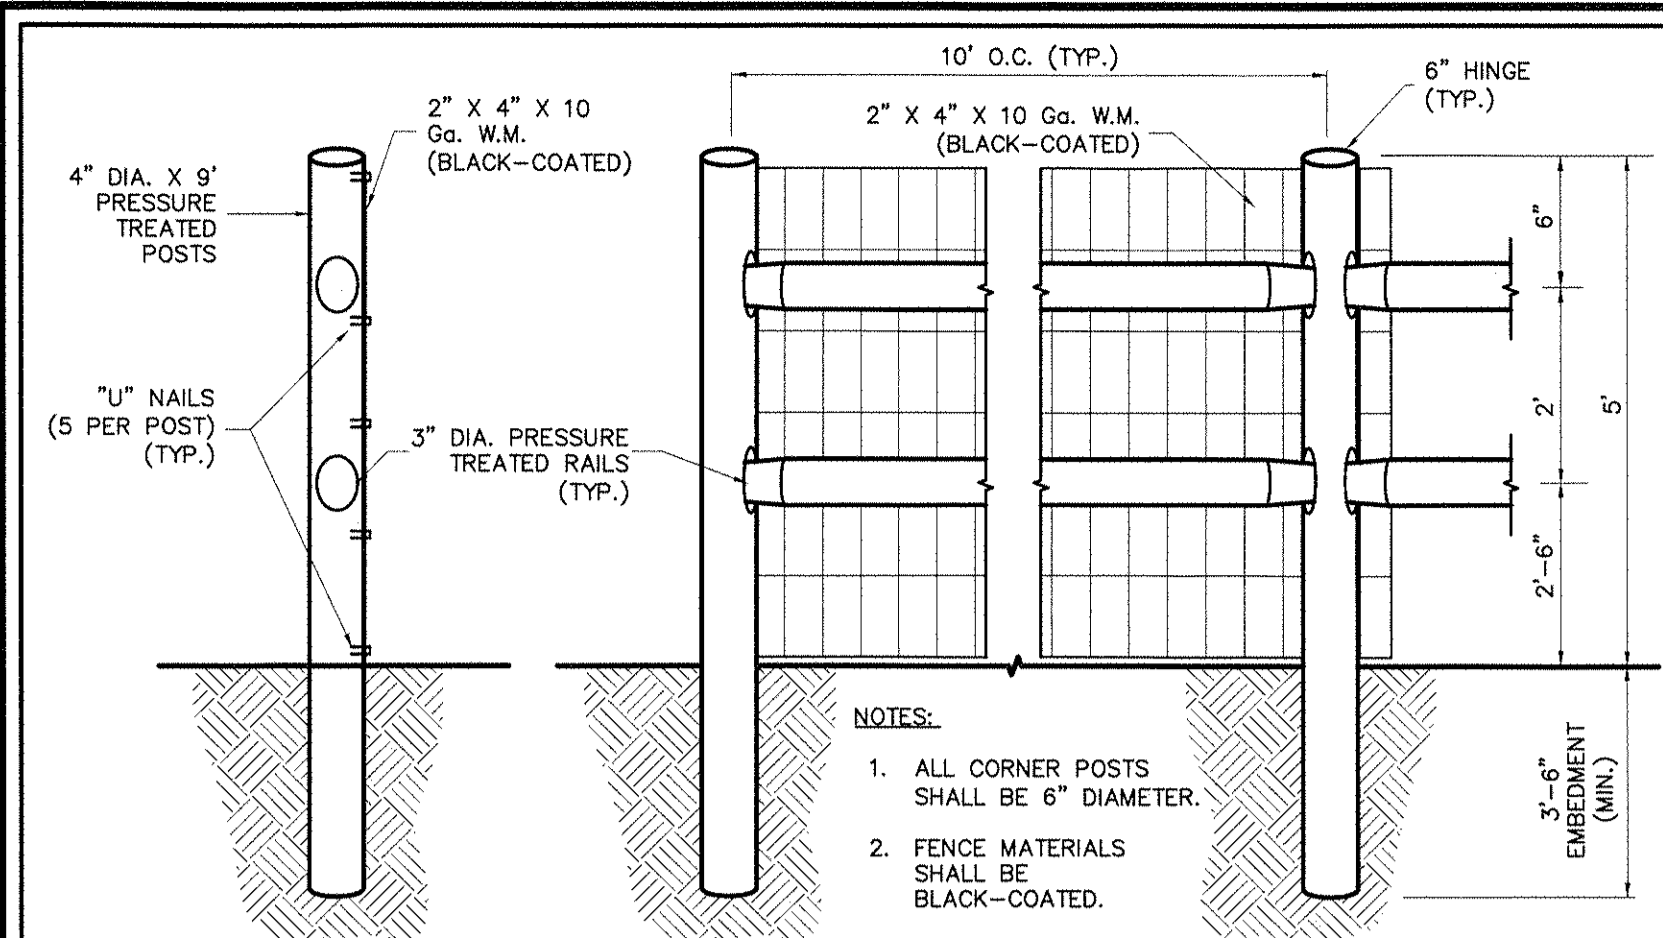 10' O.C. (TYP.)
6" HINGE
(TYP.)
2" X 4" X 10
Ga. W.M.
(BLACK-COATED)
2" X 4" X 10 Ga. W.M.
(BLACK-COATED)
4" DIA. X 9'
PRESSURE
TREATED
POSTS
6"
"U" NAILS
(5 PER POST)
(TYP.)
3" DIA. PRESSURE
TREATED RAILS
(TYP.)
2'
5'
2'-6"
NOTES:
1. ALL CORNER POSTS
SHALL BE 6" DIAMETER.
2. FENCE MATERIALS
SHALL BE
BLACK-COATED.
3'-6"
EMBEDMENT
(MIN.)